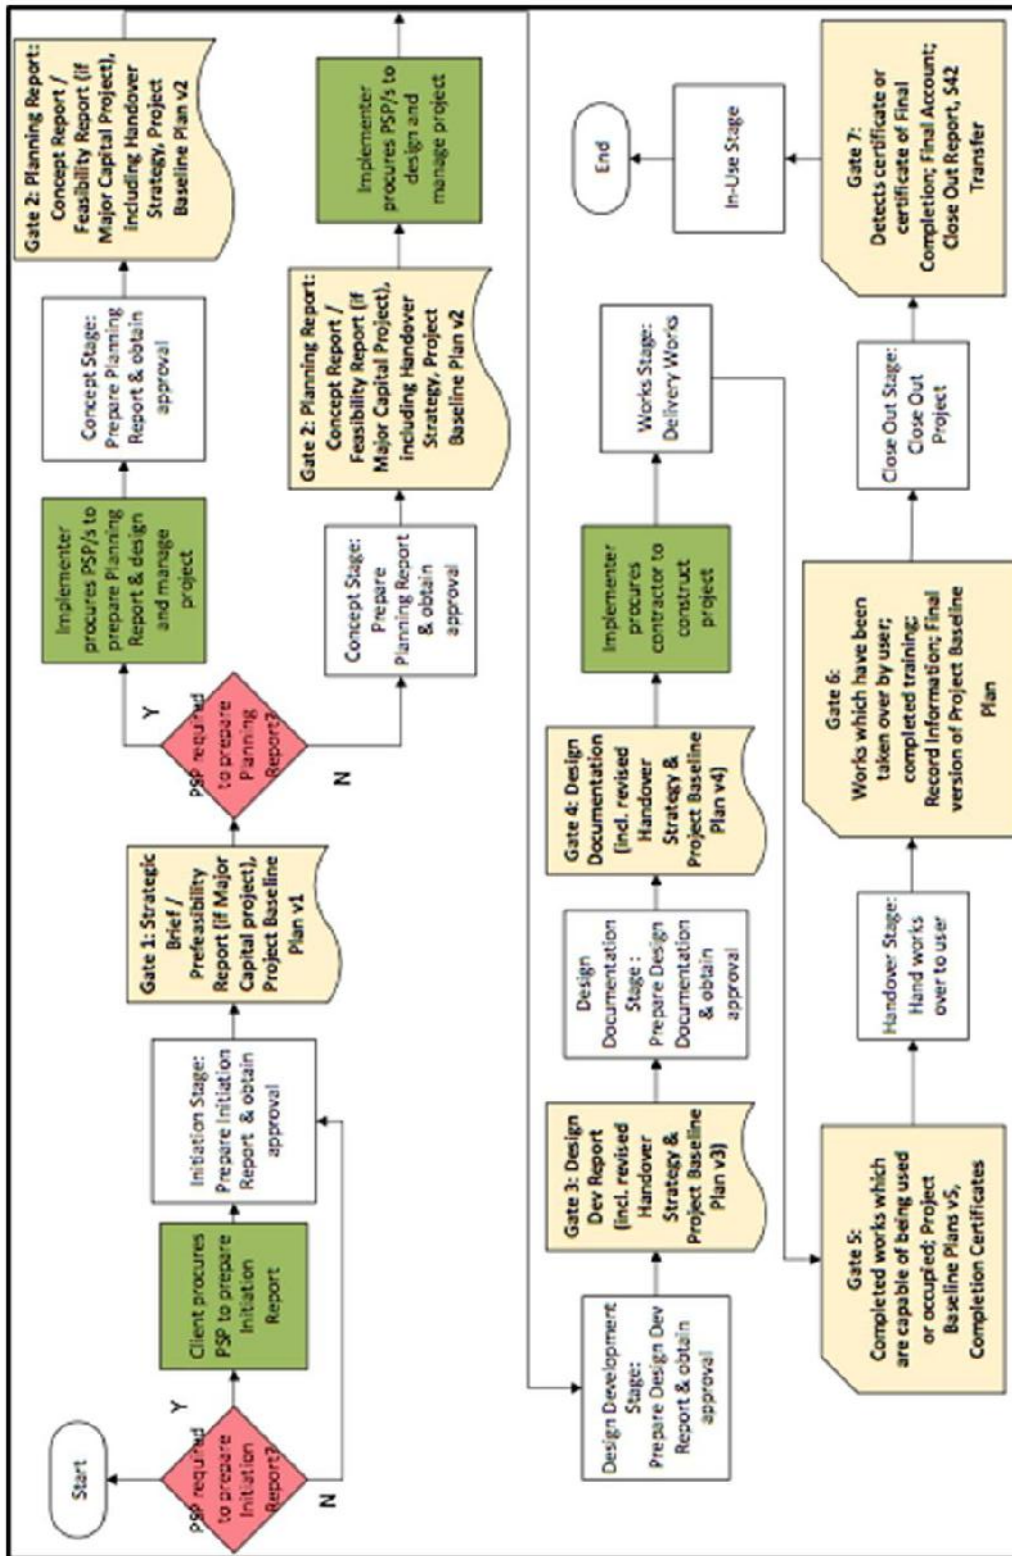 Start
PSP required
to prepare
Initiation
Report?
Y
N
Client procures
PSP to prepare
Initiation
Report
Initiation Stage:
Prepare Initiation
Report & obtain
approval
Gate 1: Strategic
Brief /
Prefeasibility
Report (if Major
Capital project),
Project Baseline
Plan v1
PSP required
to prepare
Planning
Report?
Y
N
Implementer
procures PSP/s to
prepare Planning
Report & design
and manage
project
Concept Stage:
Prepare Planning
Report & obtain
approval
Gate 2: Planning Report:
Concept Report /
Feasibility Report (if
Major Capital Project),
including Handover
Strategy, Project
Baseline Plan v2
Concept Stage:
Prepare
Planning Report
& obtain
approval
Gate 2: Planning Report:
Concept Report /
Feasibility Report (if
Major Capital Project),
including Handover
Strategy, Project
Baseline Plan v2
Implementer
procures PSP/s to
design and
manage project
Design Development
Stage:
Prepare Design Dev
Report & obtain
approval
Gate 3: Design
Dev Report
(incl. revised
Handover
Strategy &
Project Baseline
Plan v3)
Design
Documentation
Stage :
Prepare Design
Documentation
& obtain
approval
Gate 4: Design
Documentation
(incl. revised
Handover
Strategy &
Project Baseline
Plan v4)
Implementer
procures
contractor to
construct
project
Works Stage:
Delivery Works
Gate 5:
Completed works which
are capable of being used
or occupied; Project
Baseline Plans v5,
Completion Certificates
Handover Stage:
Hand works
over to user
Gate 6:
Works which have been
taken over by user;
completed training;
Record Information; Final
version of Project Baseline
Plan
Close Out Stage:
Close Out
Project
Gate 7:
Detects certificate or
certificate of Final
Completion; Final Account;
Close Out Report, S42
Transfer
In-Use Stage
End